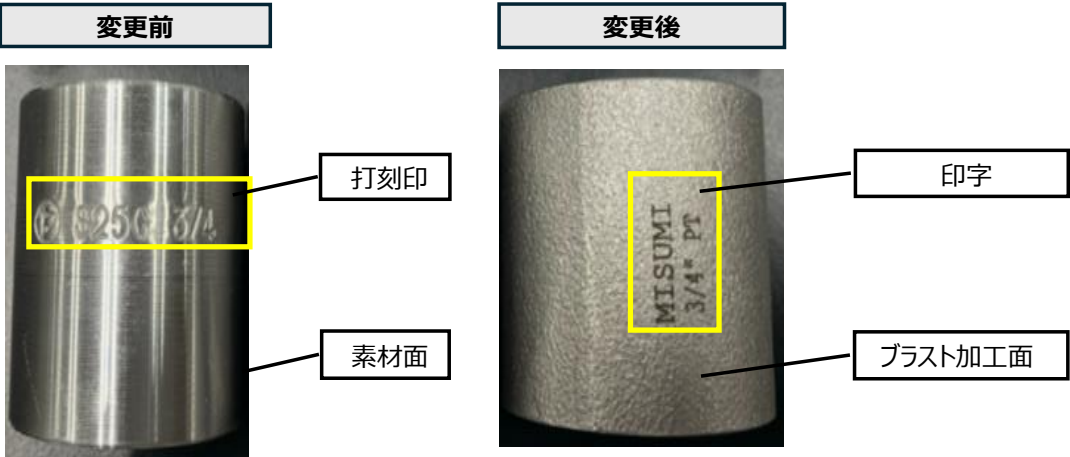 変更前
変更後
打刻印
S25C 3/4
素材面
印字
MISUMI
3/4" PT
ブラスト加工面